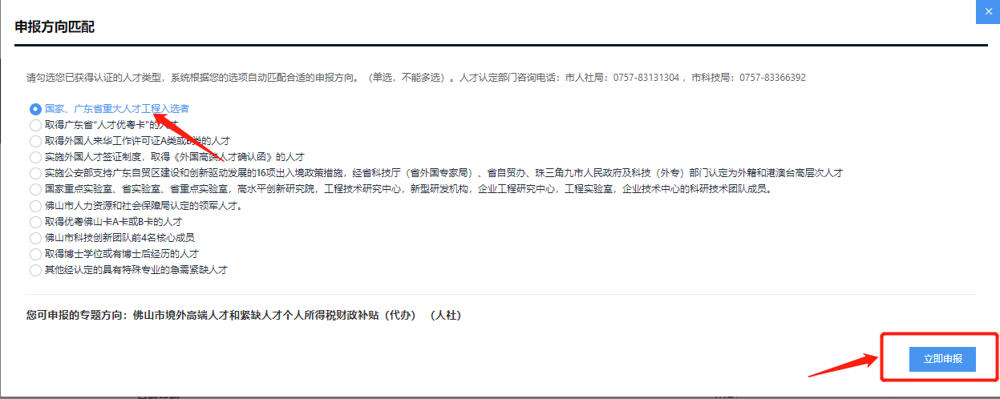 申报方向匹配
请勾选您已获得认证的人才类型，系统根据您的选项自动匹配合适的申报方向。（单选，不能多选）。人才认定部门咨询电话：市人社局：0757-83131304 ，市科技局：0757-83366392
国家、广东省重大人才工程入选者
取得广东省“人才优粤卡”的人才
取得外国人来华工作许可证A类或B类的人才
实施外国人才签证制度，取得《外国高端人才确认函》的人才
实施公安部支持广东自贸区建设和创新驱动发展的16项出入境政策措施，经省科技厅（省外国专家局）、省自贸办、珠三角九市人民政府及科技（外专）部门认定为外籍和港澳台高层次人才
国家重点实验室、省实验室、省重点实验室，高水平创新研究院，工程技术研究中心，新型研发机构，企业工程研究中心，工程实验室，企业技术中心的科研技术团队成员。
佛山市人力资源和社会保障局认定的领军人才。
取得优粤佛山卡A卡或B卡的人才
佛山市科技创新团队前4名核心成员
取得博士学位或有博士后经历的人才
其他经认定的具有特殊专业的急需紧缺人才
您可申报的专题方向：佛山市境外高端人才和紧缺人才个人所得税财政补贴（代办） （人社）
立即申报